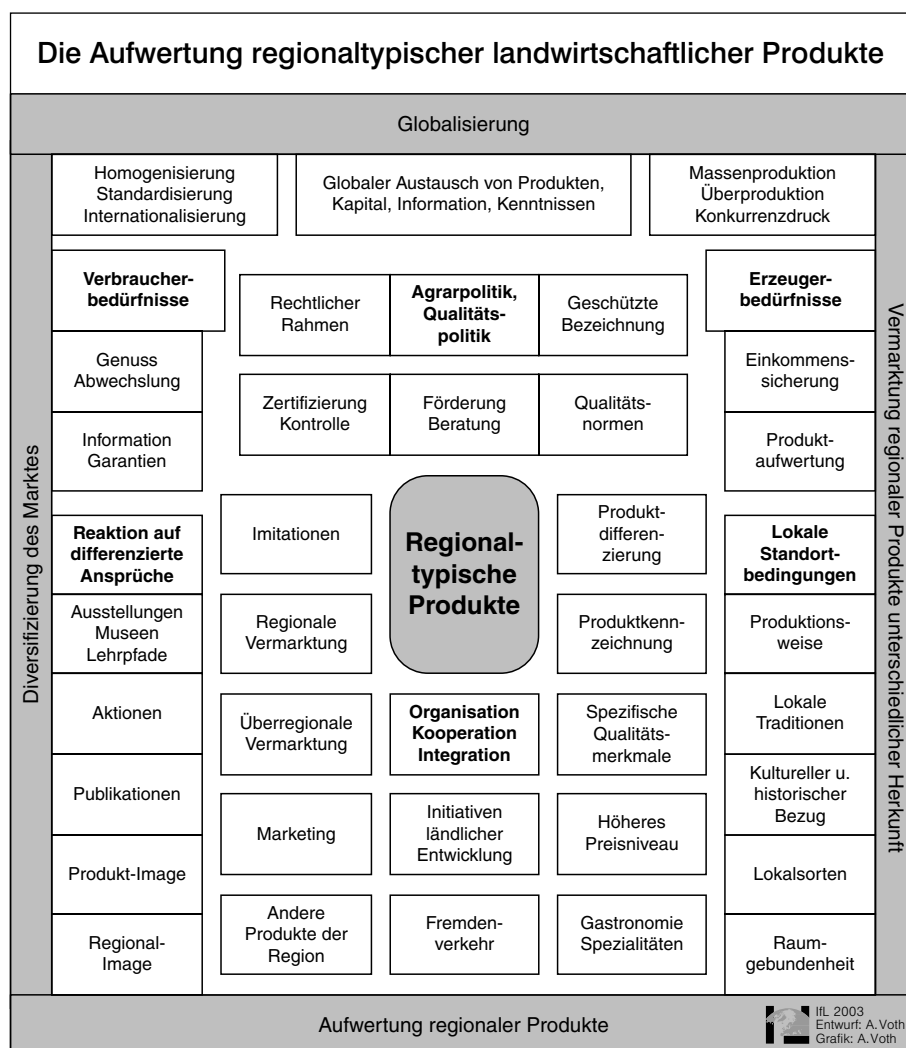 Die Aufwertung regionaltypischer landwirtschaftlicher Produkte
Globalisierung
Homogenisierung
Standardisierung
Internationalisierung
Globaler Austausch von Produkten,
Kapital, Information, Kenntnissen
Massenproduktion
Überproduktion
Konkurrenzdruck
Diversifizierung des Marktes
Verbraucher-
bedürfnisse
Genuss
Abwechslung
Information
Garantien
Reaktion auf
differenzierte
Ansprüche
Ausstellungen
Museen
Lehrpfade
Aktionen
Publikationen
Produkt-Image
Regional-
Image
Rechtlicher
Rahmen
Agrarpolitik,
Qualitäts-
politik
Geschützte
Bezeichnung
Zertifizierung
Kontrolle
Förderung
Beratung
Qualitäts-
normen
Imitationen
Regional-
typische
Produkte
Produkt-
differen-
zierung
Regionale
Vermarktung
Produktkenn-
zeichnung
Überregionale
Vermarktung
Organisation
Kooperation
Integration
Spezifische
Qualitäts-
merkmale
Marketing
Initiativen
ländlicher
Entwicklung
Höheres
Preisniveau
Andere
Produkte der
Region
Fremden-
verkehr
Gastronomie
Spezialitäten
Erzeuger-
bedürfnisse
Einkommens-
sicherung
Produkt-
aufwertung
Lokale
Standort-
bedingungen
Produktions-
weise
Lokale
Traditionen
Kultureller u.
historischer
Bezug
Lokalsorten
Raum-
gebundenheit
Vermarktung regionaler Produkte unterschiedlicher Herkunft
Aufwertung regionaler Produkte
IfL 2003
Entwurf: A.Voth
Grafik: A.Voth